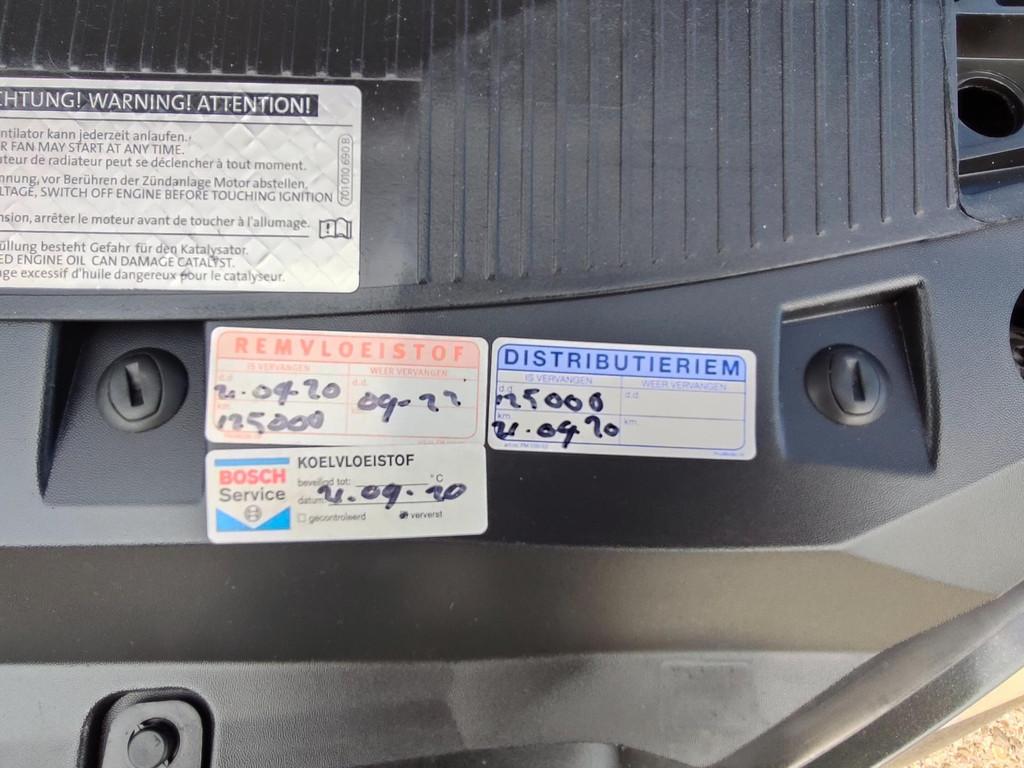 CHTUNG! WARNING! ATTENTION!
ntilator kann jederzeit anlaufen.
R FAN MAY START AT ANY TIME.
ateur de radiateur peut se déclencher à tout moment.
nnung, vor Berühren der Zündanlage Motor abstellen.
LTAGE, SWITCH OFF ENGINE BEFORE TOUCHING IGNITION
nsion, arrêter le moteur avant de toucher à l'allumage.
üllung besteht Gefahr für den Katalysator.
ED ENGINE OIL CAN DAMAGE CATALYST.
age excessif d'huile dangereux pour le catalyseur.
701 010 690 B
REMVLOEISTOF
IS VERVANGEN WEER VERVANGEN
d.d. 21.09.20 d.d. 09-22
km. 125000
DISTRIBUTIERIEM
IS VERVANGEN WEER VERVANGEN
d.d. 125000 d.d.
km. 21.09.20 km.
BOSCH
Service
KOELVLOEISTOF
beveiligd tot: °C
datum 21.09.20
gecontroleerd ververst